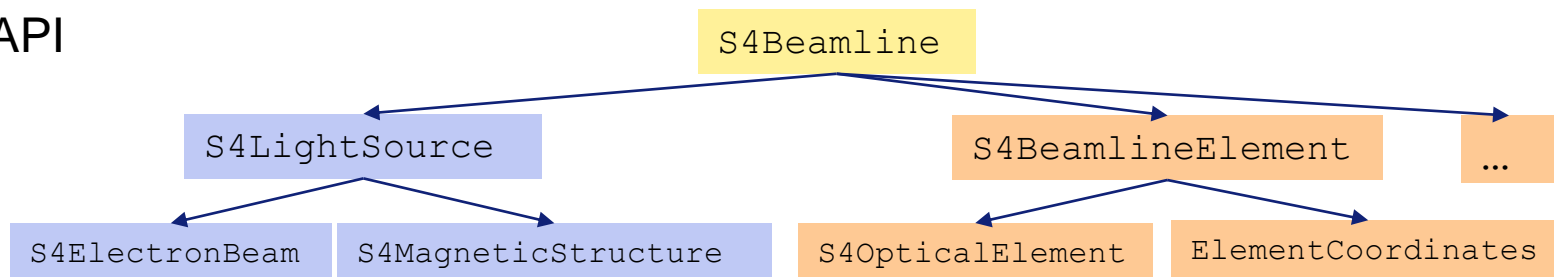 API
S4Beamline
S4LightSource
S4BeamlineElement
...
S4ElectronBeam
S4MagneticStructure
S4OpticalElement
ElementCoordinates